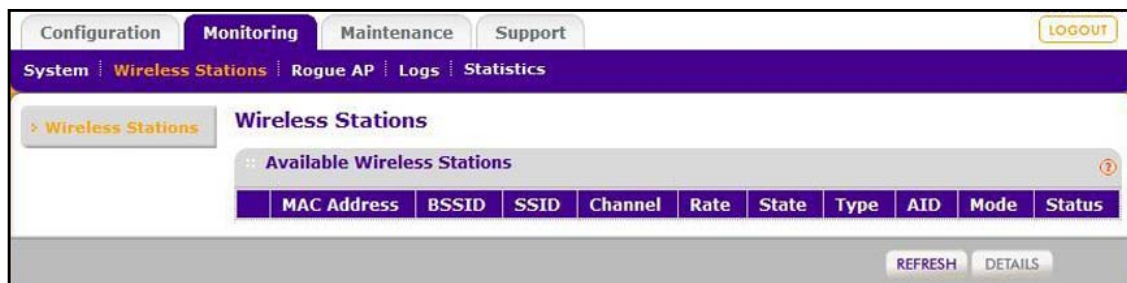 Configuration Monitoring Maintenance Support LOGOUT
System Wireless Stations Rogue AP Logs Statistics
> Wireless Stations
Wireless Stations
Available Wireless Stations ?
MAC Address BSSID SSID Channel Rate State Type AID Mode Status
REFRESH DETAILS